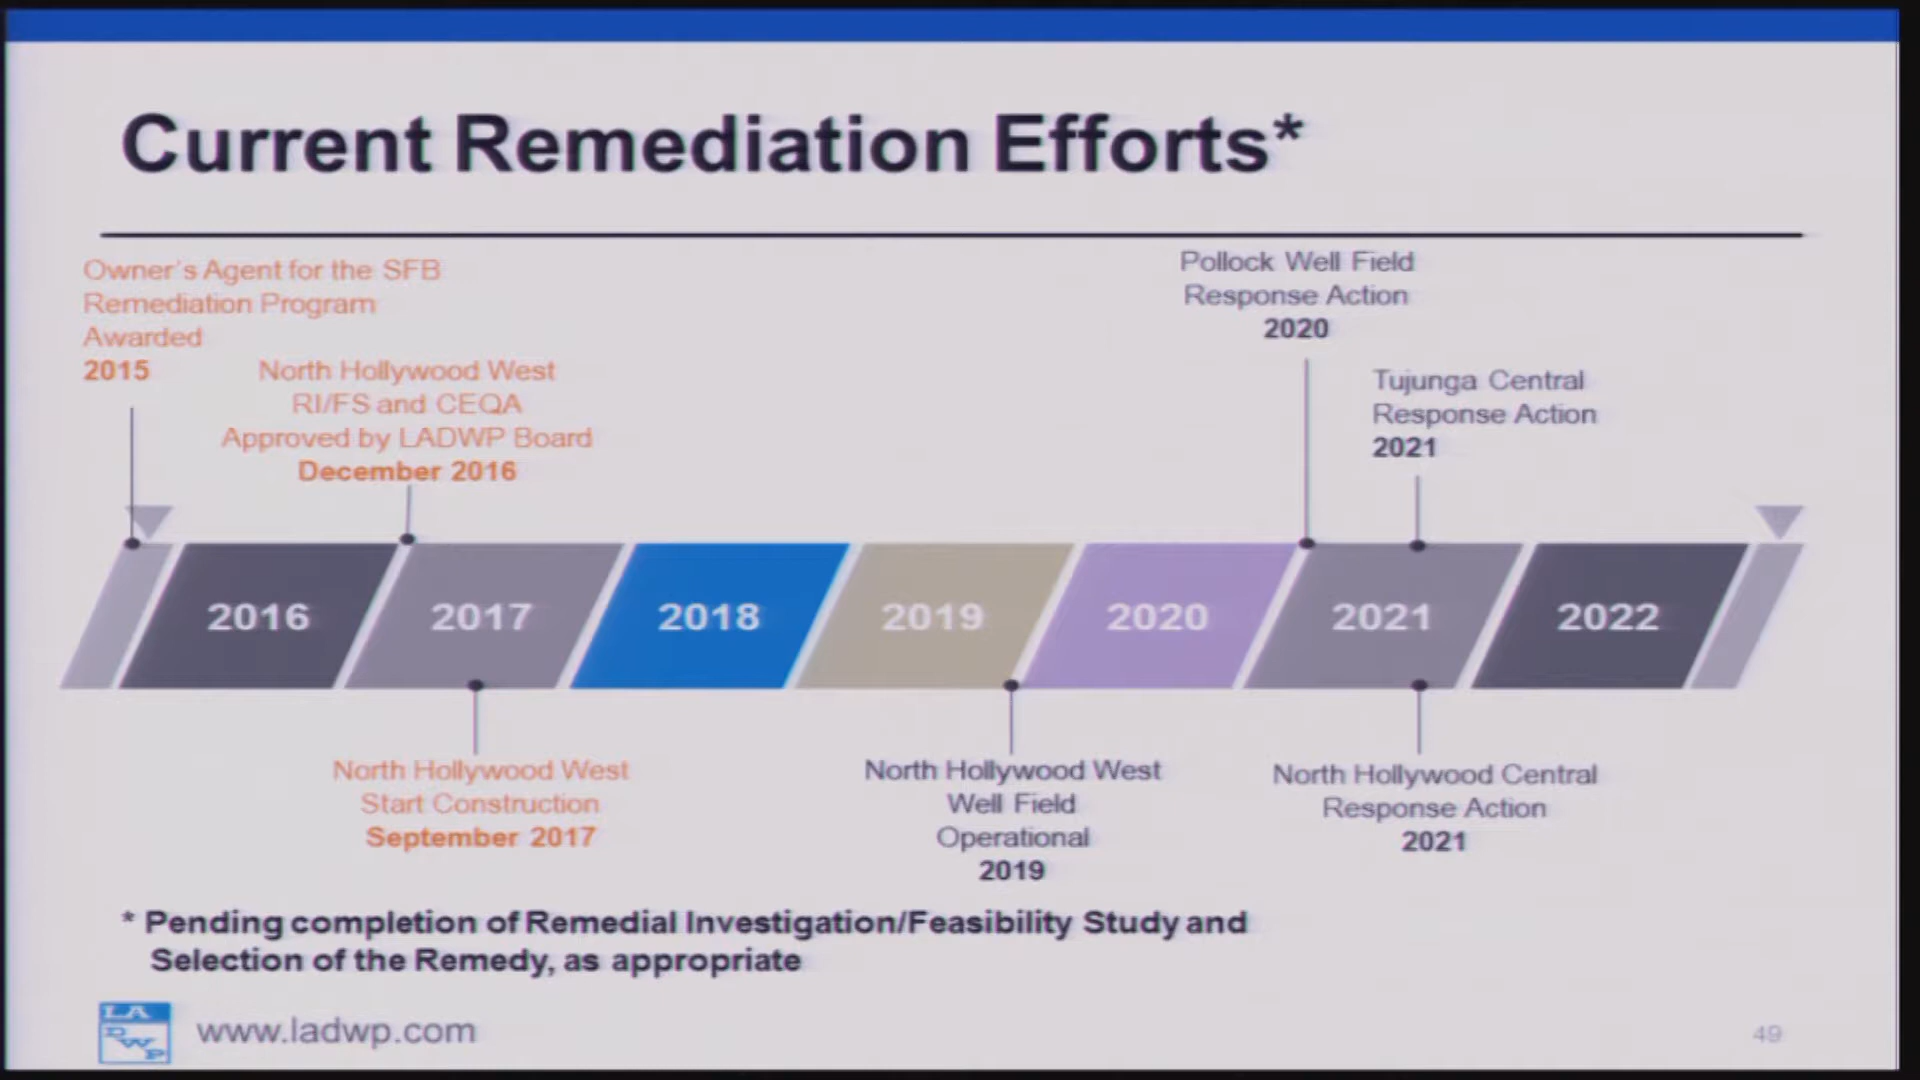 Current Remediation Efforts*
Owner's Agent for the SFB
Remediation Program
Awarded
2015
North Hollywood West
RI/FS and CEQA
Approved by LADWP Board
December 2016
Pollock Well Field
Response Action
2020
Tujunga Central
Response Action
2021
2016
2017
2018
2019
2020
2021
2022
North Hollywood West
Start Construction
September 2017
North Hollywood West
Well Field
Operational
2019
North Hollywood Central
Response Action
2021
* Pending completion of Remedial Investigation/Feasibility Study and
Selection of the Remedy, as appropriate
LA
DWP
www.ladwp.com
49